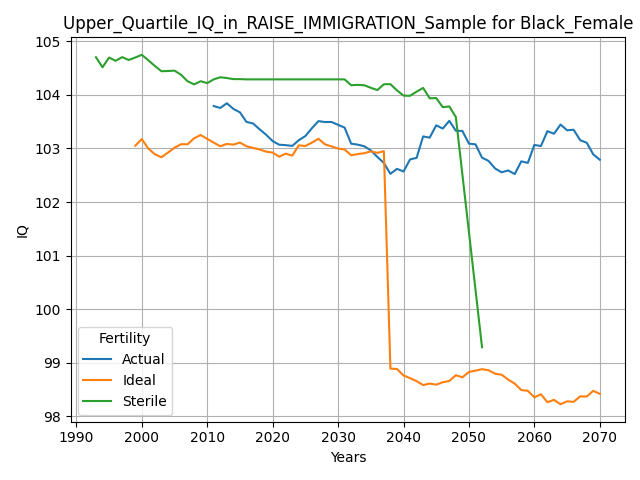 Upper_Quartile_IQ_in_RAISE_IMMIGRATION_Sample for Black_Female
105
104
103
102
101
100
99
98
IQ
Fertility
Actual
Ideal
Sterile
1990 2000 2010 2020 2030 2040 2050 2060 2070
Years